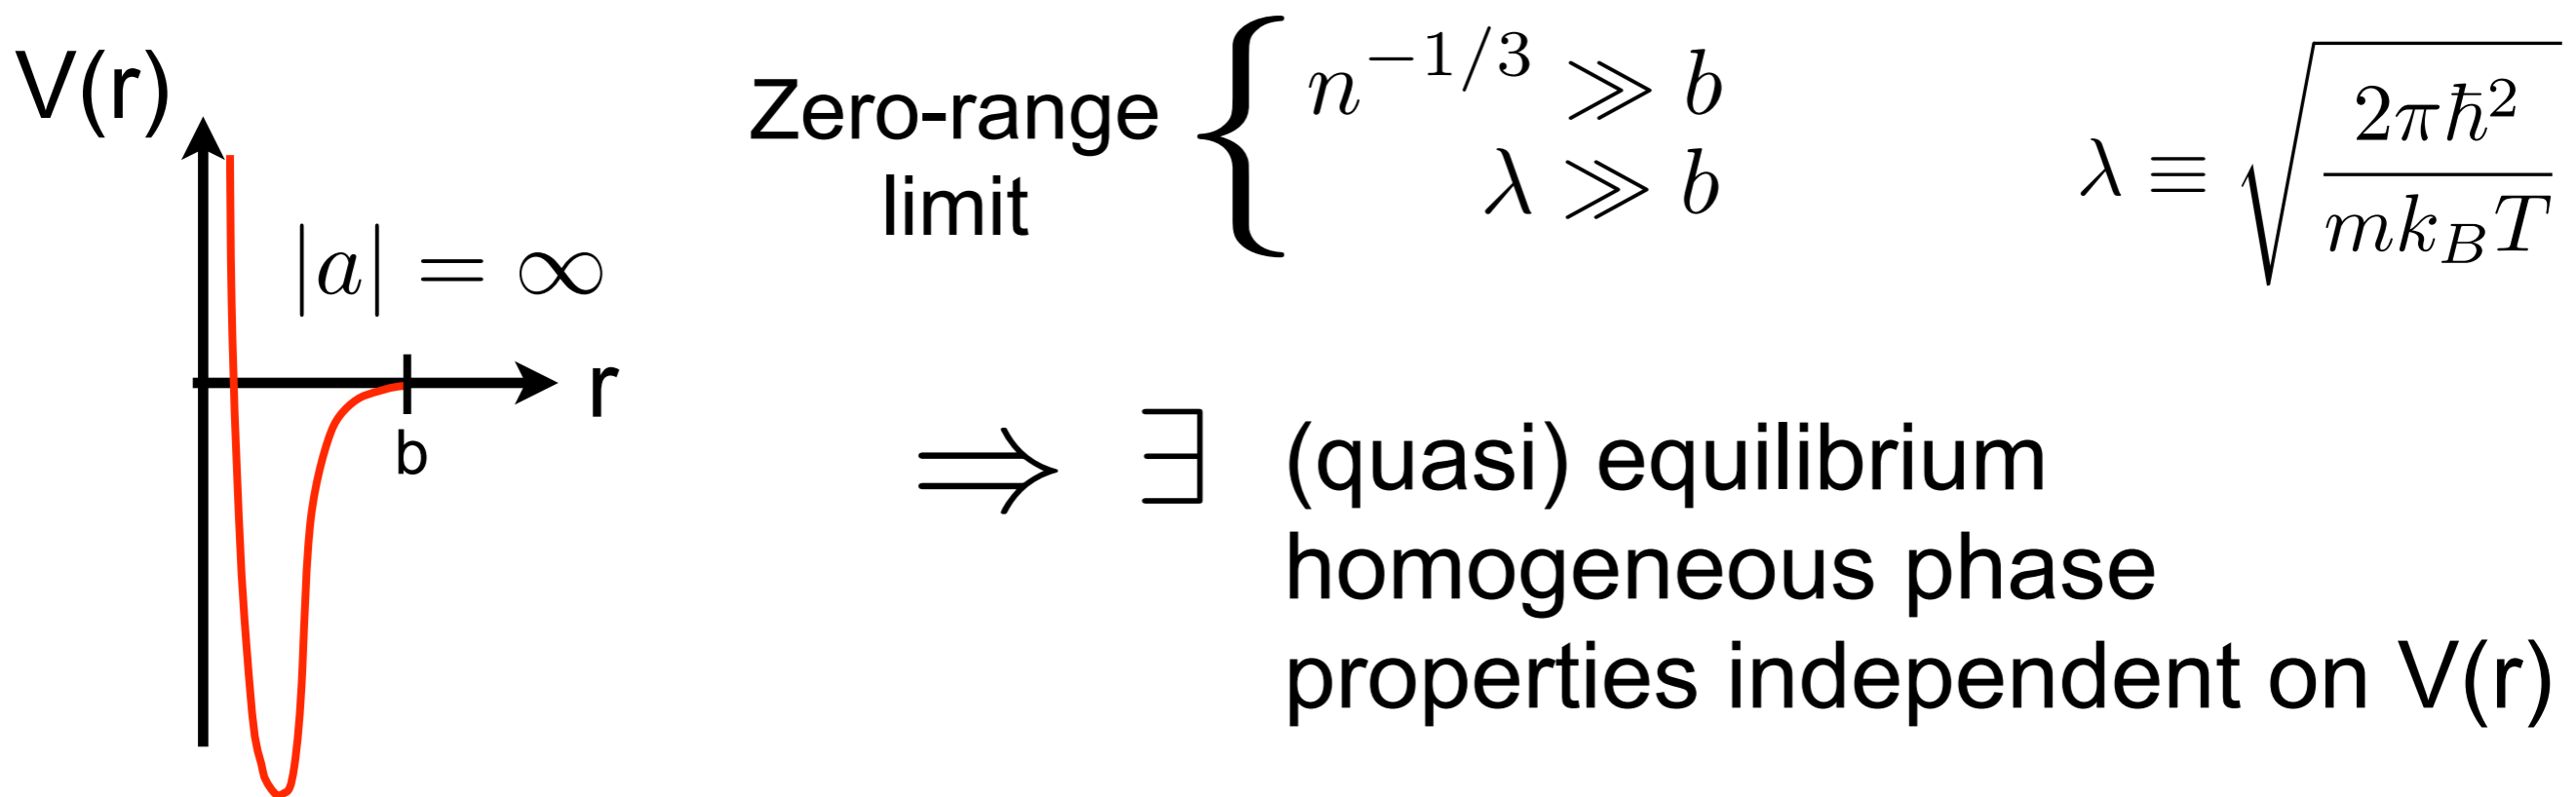 V(r)
|a| = ∞
r
b
Zero-range
limit
n^{-1/3} ≫ b
λ ≫ b
λ ≡ √(2πħ²/(mk_BT))
⇒ ∃ (quasi) equilibrium
homogeneous phase
properties independent on V(r)